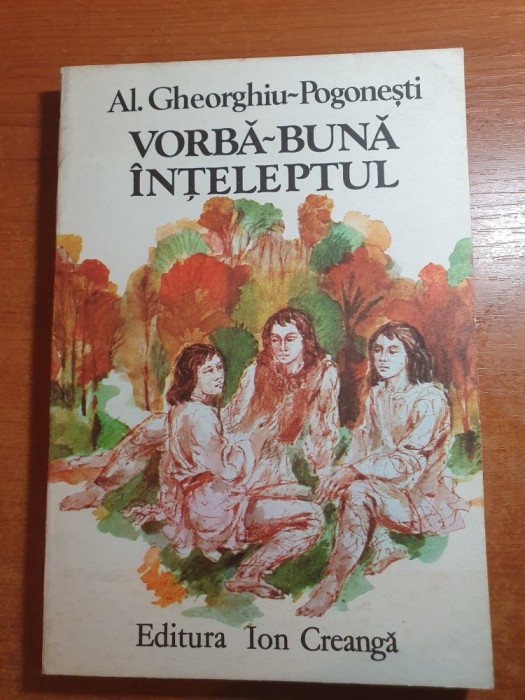 Al. Gheorghiu-Pogonești
VORBĂ-BUNĂ
ÎNȚELEPTUL
Editura Ion Creangă